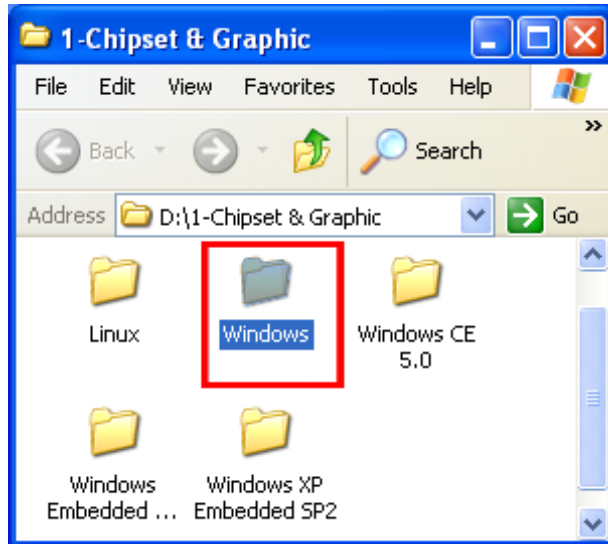 1-Chipset & Graphic
File Edit View Favorites Tools Help
Back Search »
Address D:\1-Chipset & Graphic Go
Linux Windows Windows CE
5.0
Windows Windows XP
Embedded ... Embedded SP2